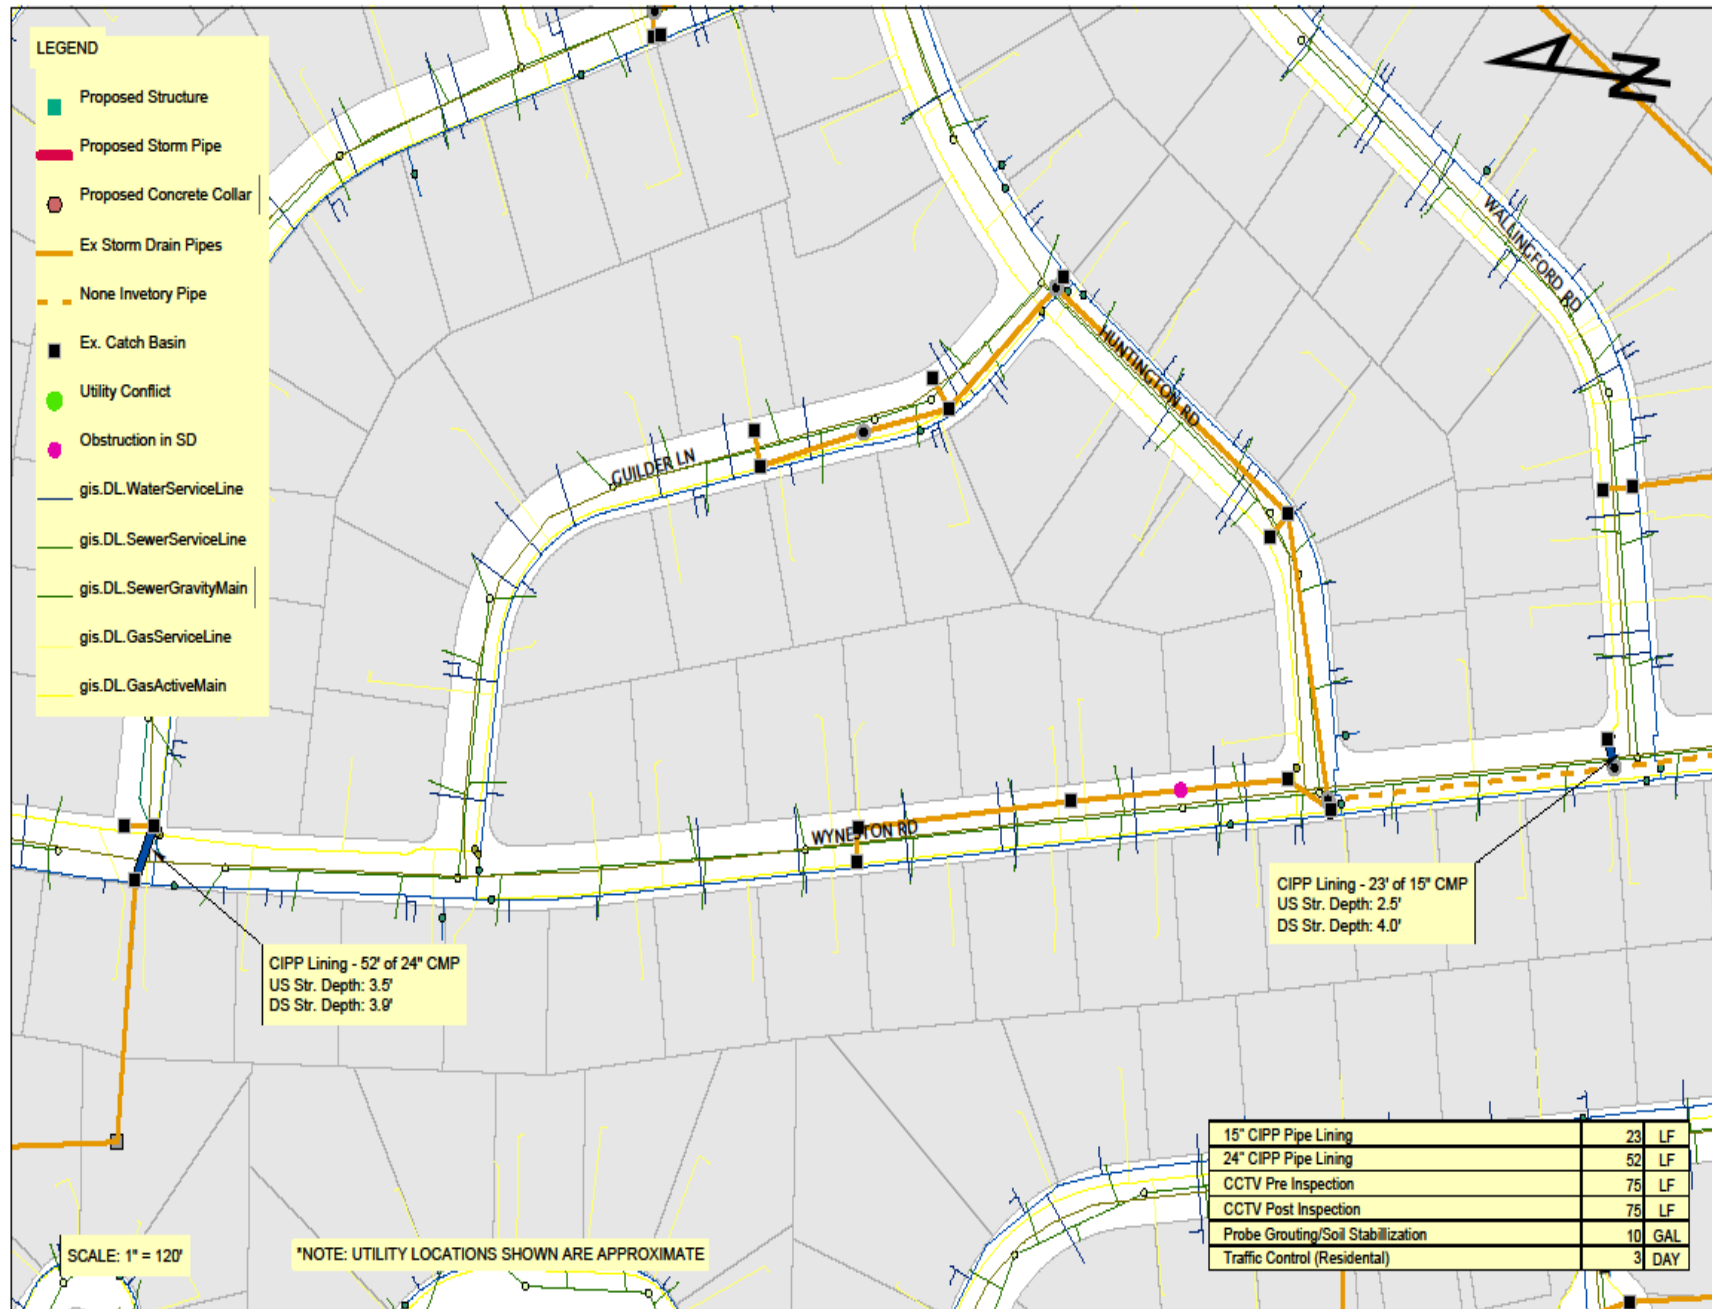 LEGEND
Proposed Structure
Proposed Storm Pipe
Proposed Concrete Collar
Ex Storm Drain Pipes
None Invetory Pipe
Ex. Catch Basin
Utility Conflict
Obstruction in SD
gis.DL.WaterServiceLine
gis.DL.SewerServiceLine
gis.DL.SewerGravityMain
gis.DL.GasServiceLine
gis.DL.GasActiveMain
N
WALLINGFORD RD
HUNTINGTON RD
GUILDER LN
WYNESTON RD
CIPP Lining - 23' of 15" CMP
US Str. Depth: 2.5'
DS Str. Depth: 4.0'
CIPP Lining - 52' of 24" CMP
US Str. Depth: 3.5'
DS Str. Depth: 3.9'
15" CIPP Pipe Lining 23 LF
24" CIPP Pipe Lining 52 LF
CCTV Pre Inspection 75 LF
CCTV Post Inspection 75 LF
Probe Grouting/Soil Stabillization 10 GAL
Traffic Control (Residental) 3 DAY
SCALE: 1" = 120'
*NOTE: UTILITY LOCATIONS SHOWN ARE APPROXIMATE